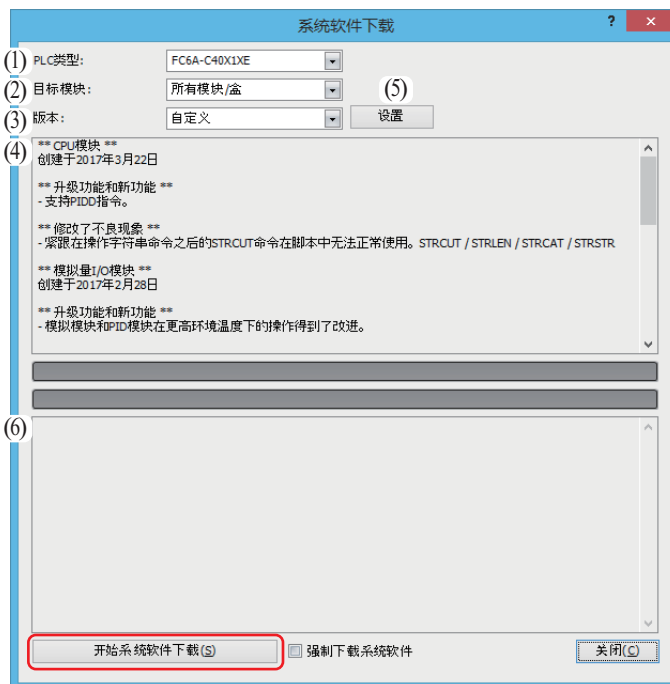 系统软件下载 ? ×
(1) PLC类型: FC6A-C40X1XE
(2) 目标模块: 所有模块/盒 (5)
(3) 版本: 自定义 设置
(4) ** CPU模块 **
创建于2017年3月22日
** 升级功能和新功能 **
- 支持PIDD指令。
** 修改了不良现象 **
- 紧跟在操作字符串命令之后的STRCUT命令在脚本中无法正常使用。STRCUT / STRLEN / STRCAT / STRSTR
** 模拟量I/O模块 **
创建于2017年2月28日
** 升级功能和新功能 **
- 模拟模块和PID模块在更高环境温度下的操作得到了改进。
(6)
开始系统软件下载(S) 强制下载系统软件 关闭(C)